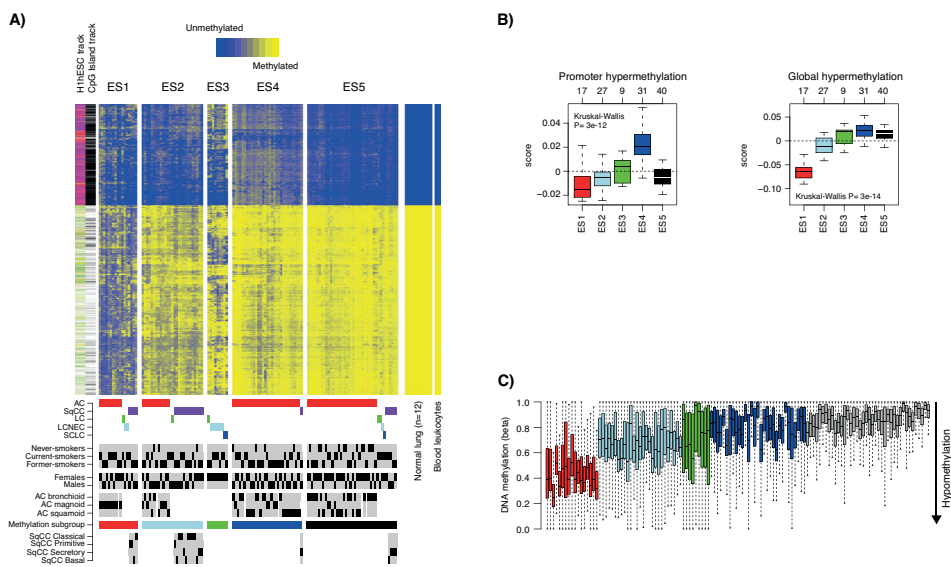 A)
Unmethylated
Methylated
H1hESC track
CpG Island track
ES1
ES2
ES3
ES4
ES5
AC
SqCC
LC
LCNEC
SCLC
Never-smokers
Current-smokers
Former-smokers
Females
Males
AC bronchioid
AC magnoid
AC squamoid
Methylation subgroup
SqCC Classical
SqCC Primitive
SqCC Secretory
SqCC Basal
Normal lung (n=12)
Blood leukocytes
B)
Promoter hypermethylation
17 27 9 31 40
Kruskal-Wallis
P= 3e-12
score
0.04
0.02
0.00
−0.02
ES1 ES2 ES3 ES4 ES5
Global hypermethylation
17 27 9 31 40
score
0.05
0.00
−0.05
−0.10
Kruskal-Wallis P= 3e-14
ES1 ES2 ES3 ES4 ES5
C)
DNA methylation (beta)
1.0
0.8
0.6
0.4
0.2
0.0
Hypomethylation